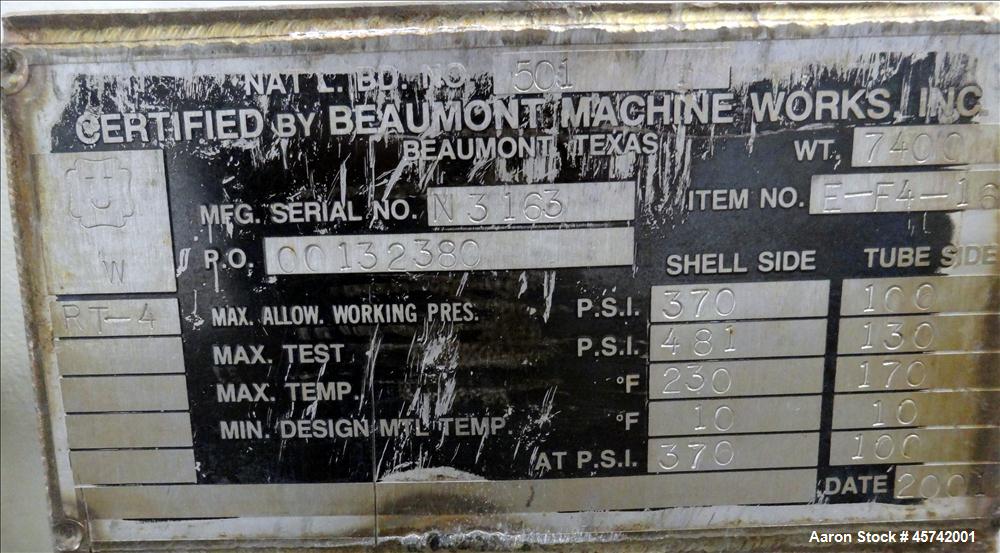 NAT'L. BD. NO. 501
CERTIFIED BY BEAUMONT MACHINE WORKS, INC.
BEAUMONT, TEXAS WT. 7400
U MFG. SERIAL NO. N3163 ITEM NO. E-F4-16
W P.O. 00132380 SHELL SIDE TUBE SIDE
RT-4 MAX. ALLOW. WORKING PRES. P.S.I. 370 100
MAX. TEST P.S.I. 481 130
MAX. TEMP. °F 230 170
MIN. DESIGN MTL TEMP. °F 10 10
AT P.S.I. 370 100
DATE 2001
Aaron Stock # 45742001